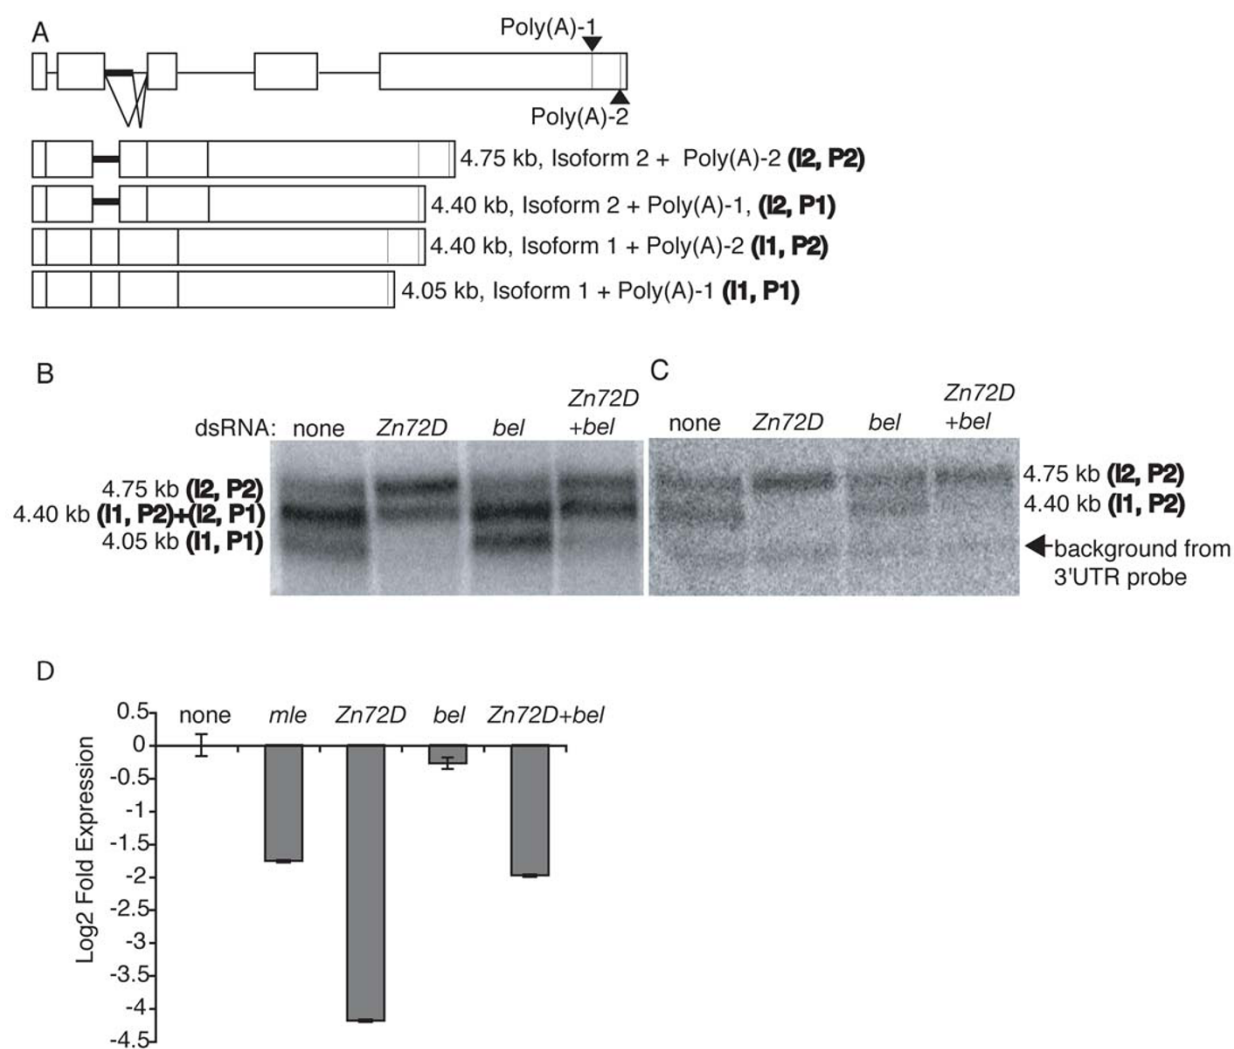 A
Poly(A)-1
Poly(A)-2
4.75 kb, Isoform 2 + Poly(A)-2 (I2, P2)
4.40 kb, Isoform 2 + Poly(A)-1, (I2, P1)
4.40 kb, Isoform 1 + Poly(A)-2 (I1, P2)
4.05 kb, Isoform 1 + Poly(A)-1 (I1, P1)
B
dsRNA: none Zn72D bel Zn72D
+bel
4.75 kb (I2, P2)
4.40 kb (I1, P2)+(I2, P1)
4.05 kb (I1, P1)
C
none Zn72D bel Zn72D
+bel
4.75 kb (I2, P2)
4.40 kb (I1, P2)
background from
3'UTR probe
D
none mle Zn72D bel Zn72D+bel
Log2 Fold Expression
0.5
0
-0.5
-1
-1.5
-2
-2.5
-3
-3.5
-4
-4.5